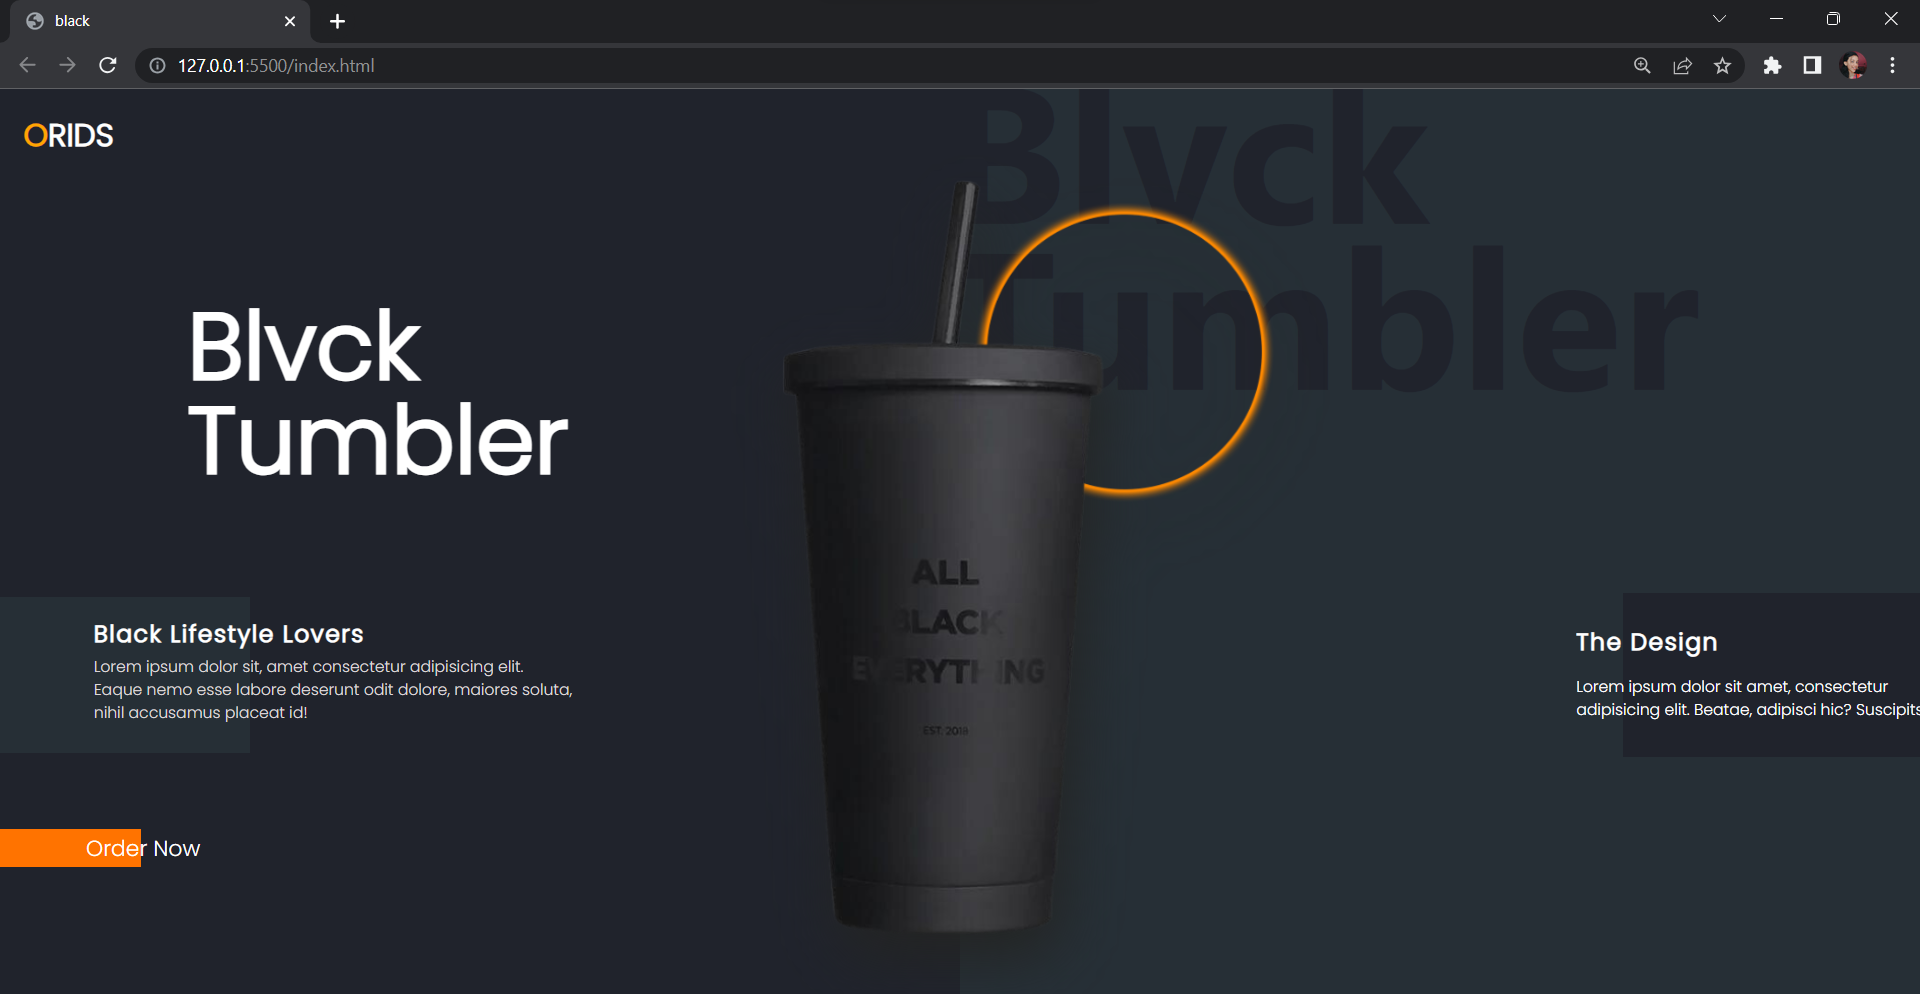 black
127.0.0.1:5500/index.html
ORIDS
Blvck
Tumbler
Blvck
Tumbler
ALL
BLACK
EVERYTHING
EST. 2019
Black Lifestyle Lovers
Lorem ipsum dolor sit, amet consectetur adipisicing elit.
Eaque nemo esse labore deserunt odit dolore, maiores soluta,
nihil accusamus placeat id!
The Design
Lorem ipsum dolor sit amet, consectetur
adipisicing elit. Beatae, adipisci hic? Suscipits
Order Now